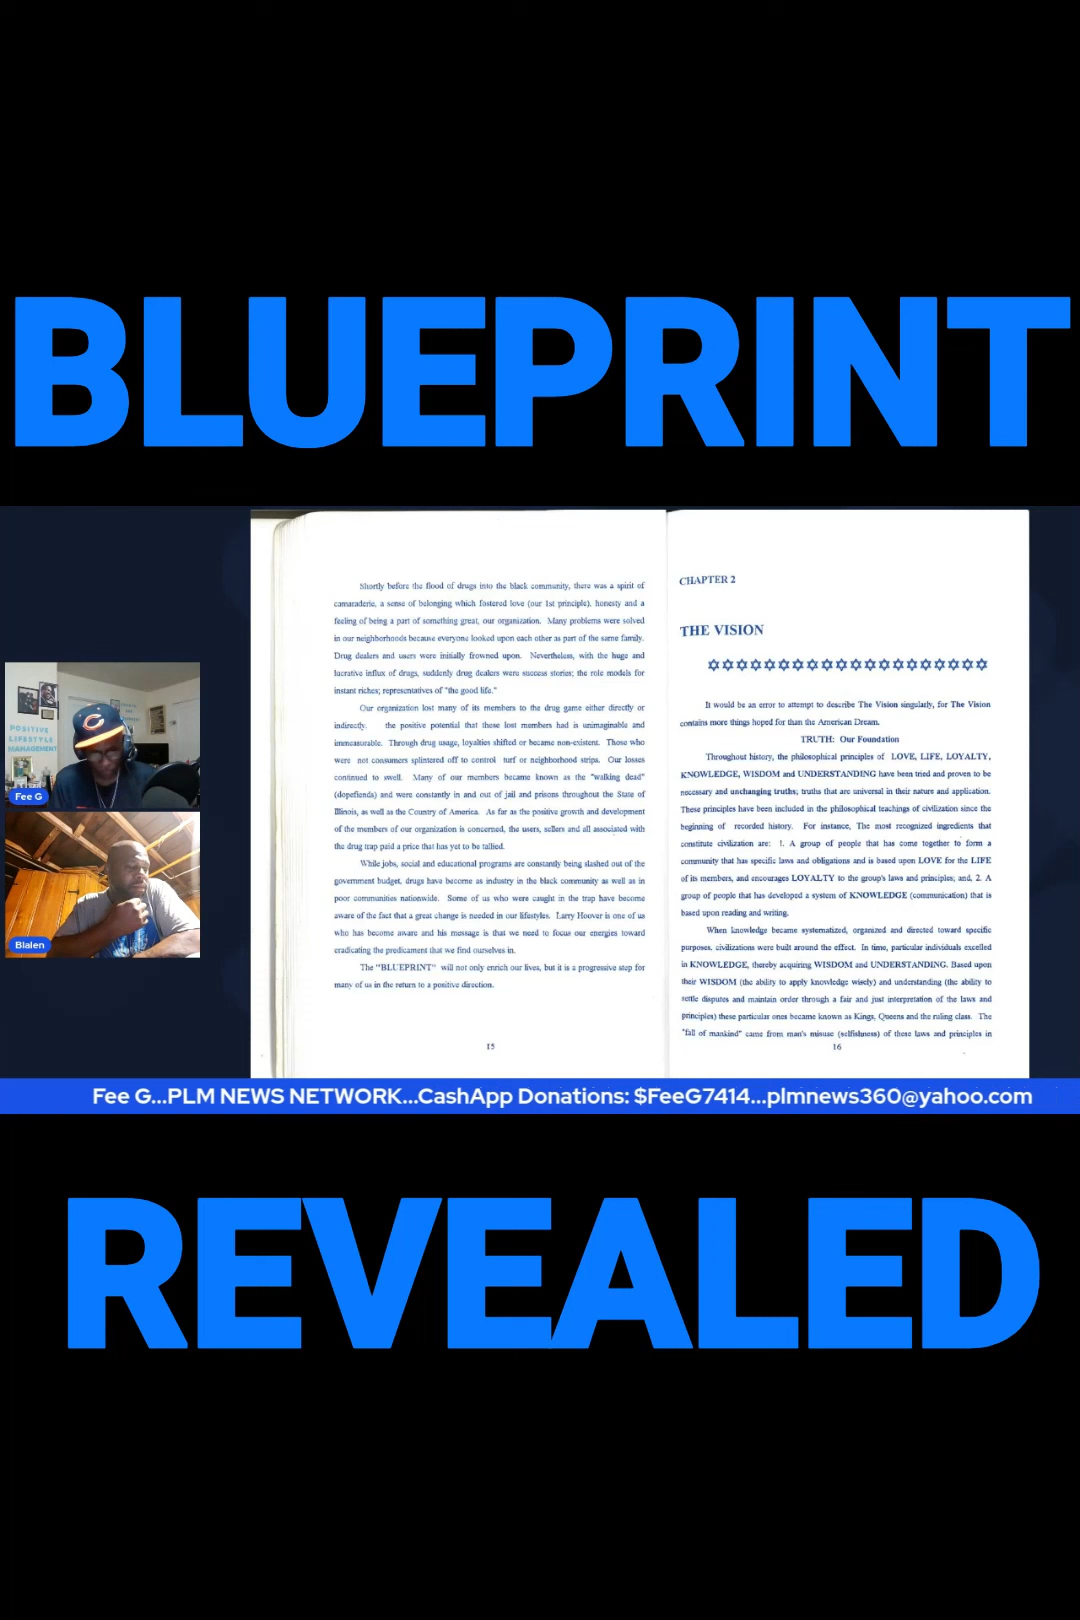 BLUEPRINT
Shortly before the flood of drugs into the black community, there was a spirit of
camaraderie, a sense of belonging which fostered love (our 1st principle), honesty and a
feeling of being a part of something great, our organization. Many problems were solved
in our neighborhoods because everyone looked upon each other as part of the same family.
Drug dealers and users were initially frowned upon. Nevertheless, with the huge and
lucrative influx of drugs, suddenly drug dealers were success stories; the role models for
instant riches; representatives of "the good life."
Our organization lost many of its members to the drug game either directly or
indirectly. the positive potential that these lost members had is unimaginable and
immeasurable. Through drug usage, loyalties shifted or became non-existent. Those who
were not consumers splintered off to control turf or neighborhood strips. Our losses
continued to swell. Many of our members became known as the "walking dead"
(dopefiends) and were constantly in and out of jail and prisons throughout the State of
Illinois, as well as the Country of America. As far as the positive growth and development
of the members of our organization is concerned, the users, sellers and all associated with
the drug trap paid a price that has yet to be tallied.
While jobs, social and educational programs are constantly being slashed out of the
government budget, drugs have become as industry in the black community as well as in
poor communities nationwide. Some of us who were caught in the trap have become
aware of the fact that a great change is needed in our lifestyles. Larry Hoover is one of us
who has become aware and his message is that we need to focus our energies toward
eradicating the predicament that we find ourselves in.
The "BLUEPRINT" will not only enrich our lives, but it is a progressive step for
many of us in the return to a positive direction.
15
CHAPTER 2
THE VISION
✡✡✡✡✡✡✡✡✡✡✡✡✡✡✡✡✡✡✡✡
It would be an error to attempt to describe The Vision singularly, for The Vision
contains more things hoped for than the American Dream.
TRUTH: Our Foundation
Throughout history, the philosophical principles of LOVE, LIFE, LOYALTY,
KNOWLEDGE, WISDOM and UNDERSTANDING have been tried and proven to be
necessary and unchanging truths; truths that are universal in their nature and application.
These principles have been included in the philosophical teachings of civilization since the
beginning of recorded history. For instance, The most recognized ingredients that
constitute civilization are: 1. A group of people that has come together to form a
community that has specific laws and obligations and is based upon LOVE for the LIFE
of its members, and encourages LOYALTY to the group's laws and principles; and, 2. A
group of people that has developed a system of KNOWLEDGE (communication) that is
based upon reading and writing.
When knowledge became systematized, organized and directed toward specific
purposes, civilizations were built around the effect. In time, particular individuals excelled
in KNOWLEDGE, thereby acquiring WISDOM and UNDERSTANDING. Based upon
their WISDOM (the ability to apply knowledge wisely) and understanding (the ability to
settle disputes and maintain order through a fair and just interpretation of the laws and
principles) these particular ones became known as Kings, Queens and the ruling class. The
"fall of mankind" came from man's misuse (selfishness) of these laws and principles in
16
POSITIVE
LIFESTYLE
MANAGEMENT
Fee G
Blalen
Fee G...PLM NEWS NETWORK...CashApp Donations: $FeeG7414...plmnews360@yahoo.com
REVEALED